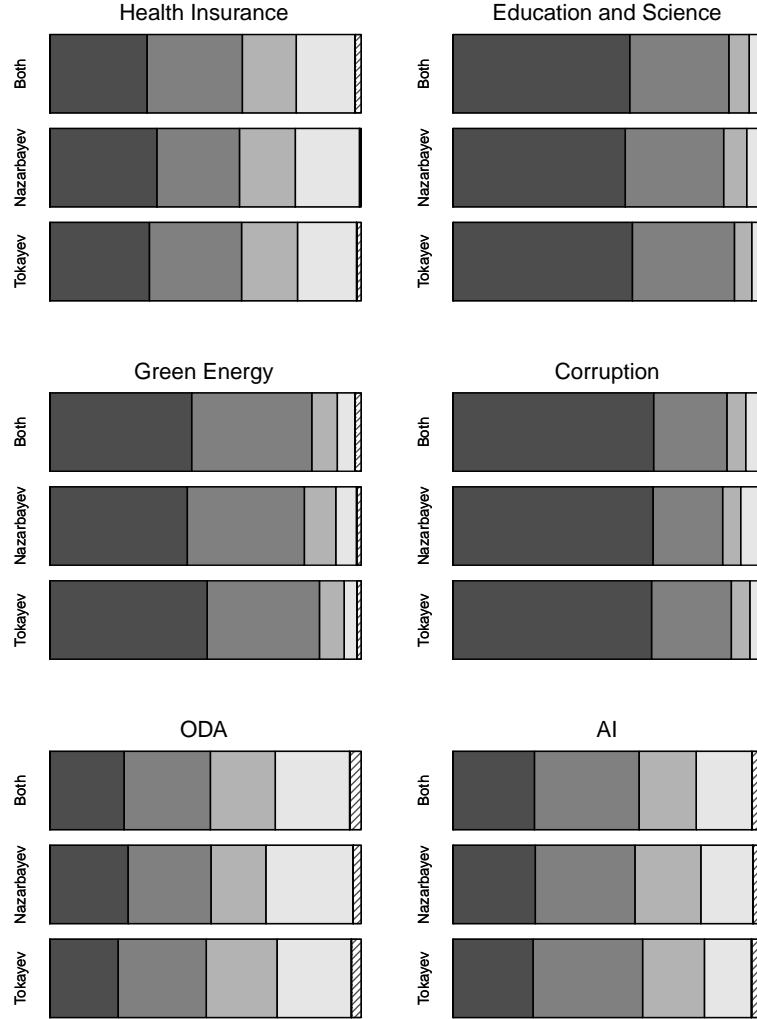 Health Insurance
Both
Nazarbayev
Tokayev
Education and Science
Both
Nazarbayev
Tokayev
Green Energy
Both
Nazarbayev
Tokayev
Corruption
Both
Nazarbayev
Tokayev
ODA
Both
Nazarbayev
Tokayev
AI
Both
Nazarbayev
Tokayev